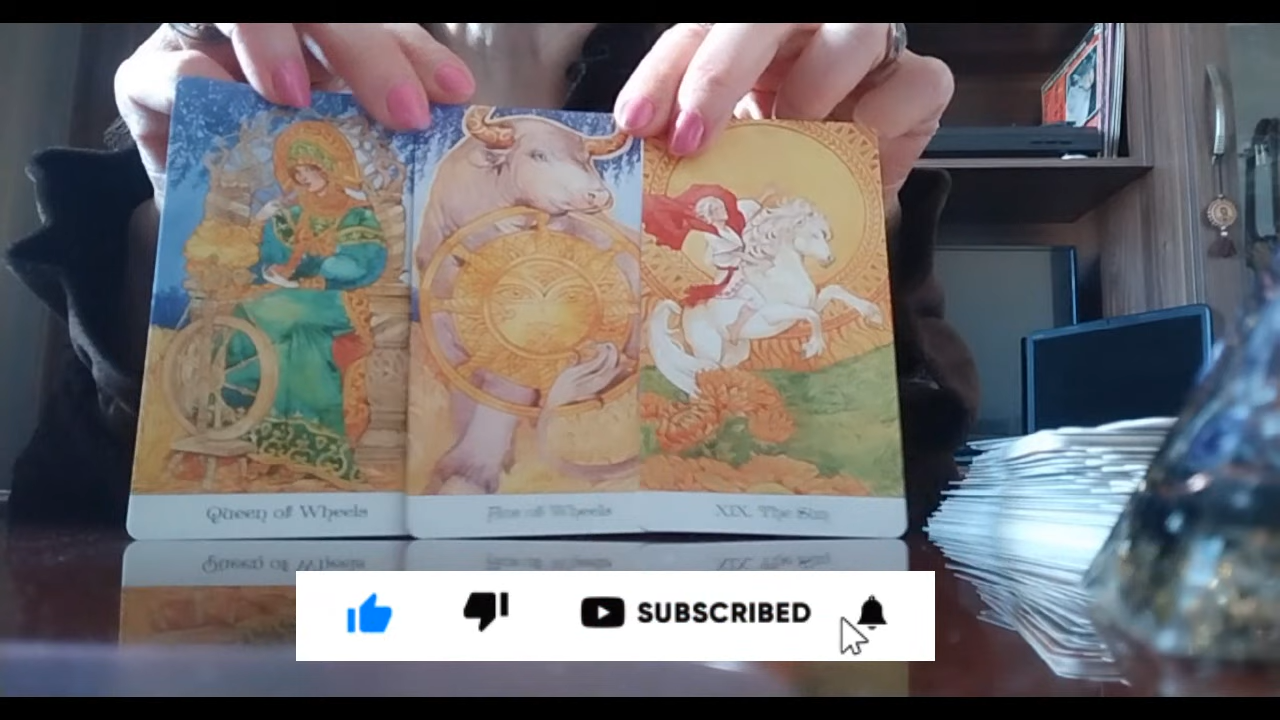 Queen of Wheels
Ace of Wheels
XIX. The Sun
SUBSCRIBED